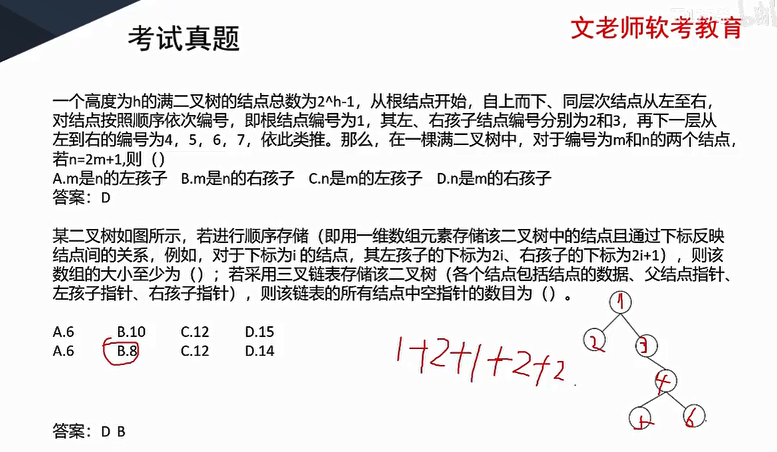 考试真题
文老师软考教育
一个高度为h的满二叉树的结点总数为2^h-1，从根结点开始，自上而下、同层次结点从左至右，
对结点按照顺序依次编号，即根结点编号为1，其左、右孩子结点编号分别为2和3，再下一层从
左到右的编号为4，5，6，7，依此类推。那么，在一棵满二叉树中，对于编号为m和n的两个结点，
若n=2m+1,则（）
A.m是n的左孩子 B.m是n的右孩子 C.n是m的左孩子 D.n是m的右孩子
答案：D
某二叉树如图所示，若进行顺序存储（即用一维数组元素存储该二叉树中的结点且通过下标反映
结点间的关系，例如，对于下标为i的结点，其左孩子的下标为2i、右孩子的下标为2i+1），则该
数组的大小至少为（）；若采用三叉链表存储该二叉树（各个结点包括结点的数据、父结点指针、
左孩子指针、右孩子指针），则该链表的所有结点中空指针的数目为（）。
A.6 B.10 C.12 D.15
A.6 B.8 C.12 D.14
1+2+1+2+2
1
2 3
4
6
答案：D B